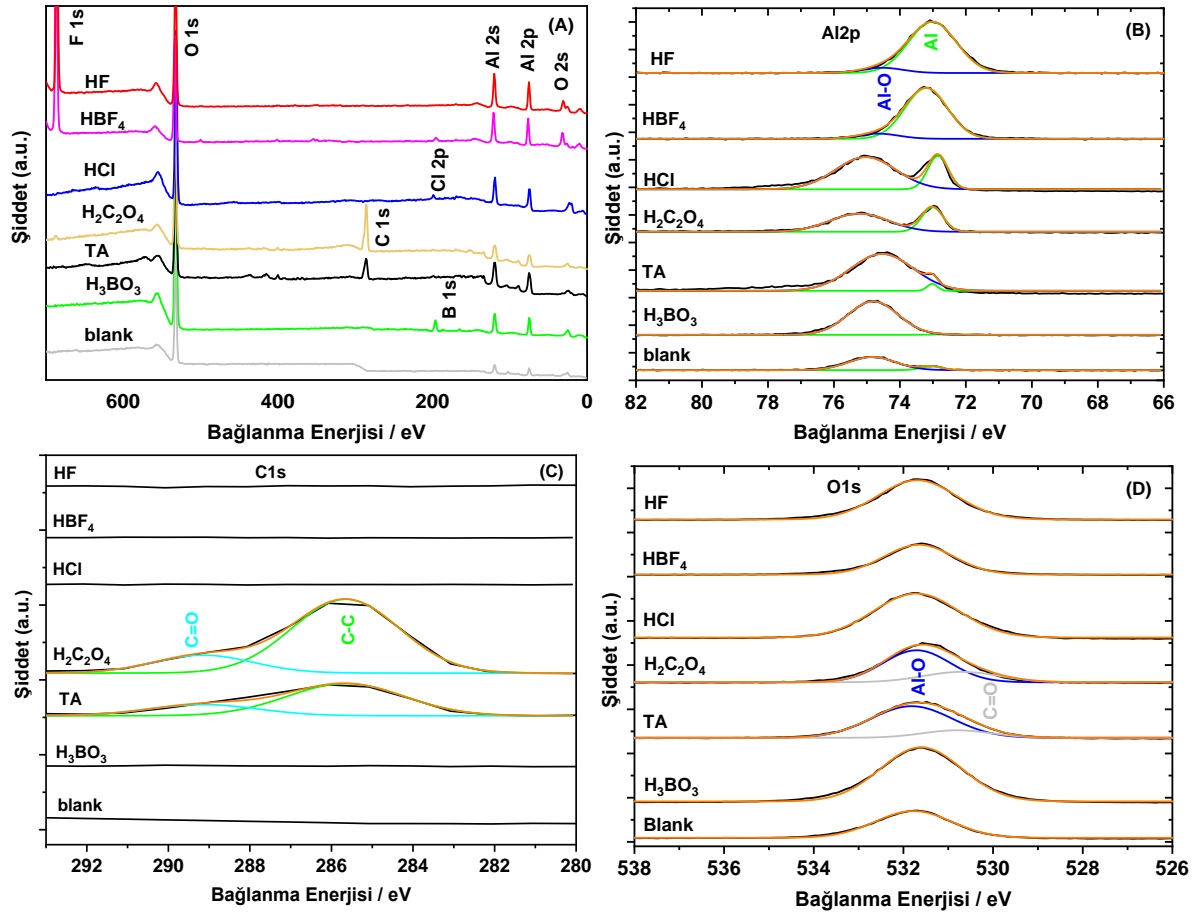 (A)
F 1s
O 1s
Al 2s
Al 2p
O 2s
HF
HBF4
HCl
Cl 2p
H2C2O4
C 1s
TA
H3BO3
B 1s
blank
Şiddet (a.u.)
600 400 200 0
Bağlanma Enerjisi / eV
(B)
Al2p
Al
HF
Al-O
HBF4
HCl
H2C2O4
TA
H3BO3
blank
Şiddet (a.u.)
82 80 78 76 74 72 70 68 66
Bağlanma Enerjisi / eV
(C)
C1s
HF
HBF4
HCl
C=O
C-C
H2C2O4
TA
H3BO3
blank
Şiddet (a.u.)
292 290 288 286 284 282 280
Bağlanma Enerjisi / eV
(D)
O1s
HF
HBF4
HCl
H2C2O4
Al-O
C=O
TA
H3BO3
Blank
Şiddet (a.u.)
538 536 534 532 530 528 526
Bağlanma Enerjisi / eV